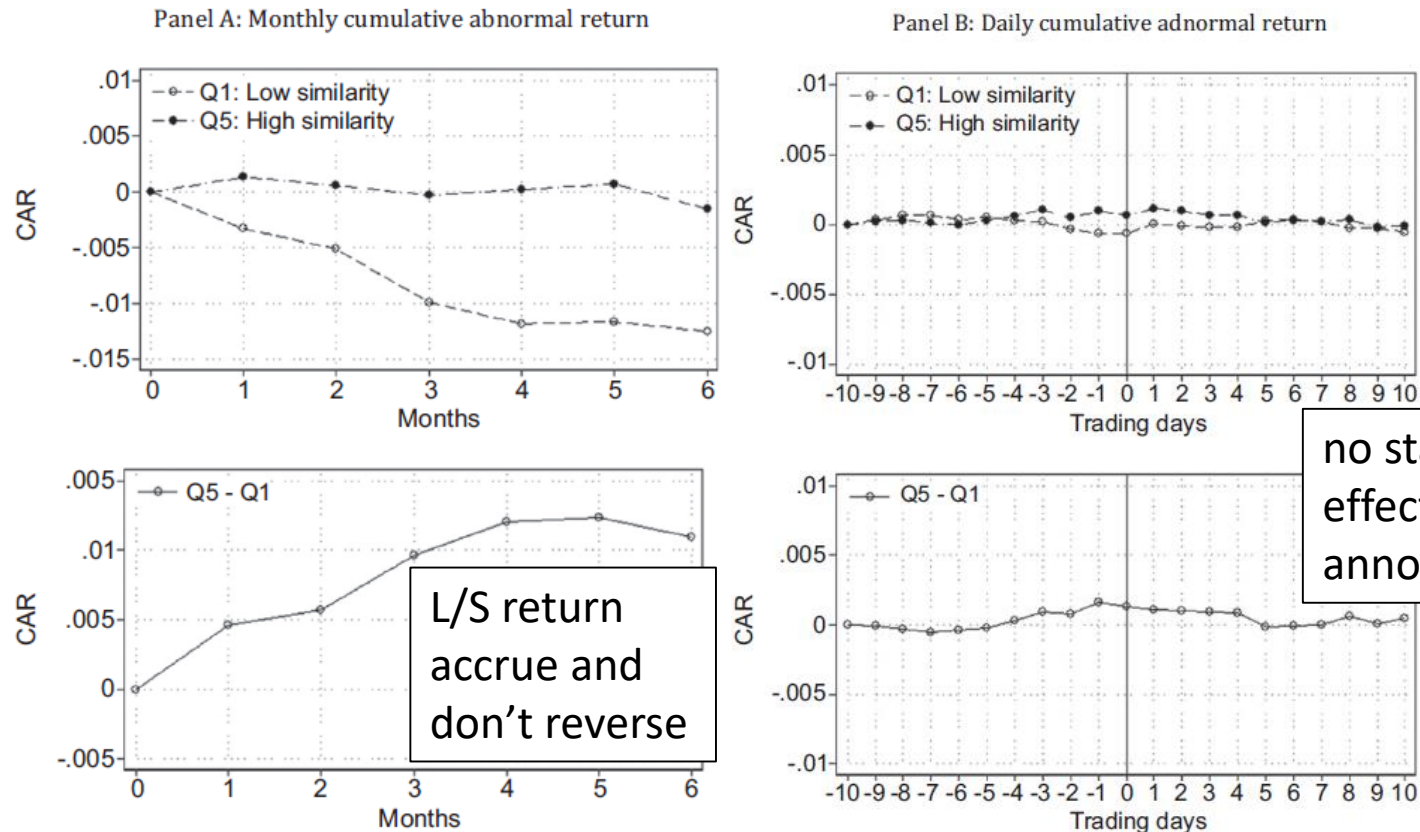 Panel A: Monthly cumulative abnormal return
.01
.005
0
-.005
-.01
-.015
CAR
Q1: Low similarity
Q5: High similarity
0 1 2 3 4 5 6
Months
.005
.01
.005
0
-.005
CAR
Q5 - Q1
L/S return
accrue and
don't reverse
0 1 2 3 4 5 6
Months
Panel B: Daily cumulative adnormal return
.01
.005
0
-.005
-.01
CAR
Q1: Low similarity
Q5: High similarity
-10 -9 -8 -7 -6 -5 -4 -3 -2 -1 0 1 2 3 4 5 6 7 8 9 10
Trading days
no
effect
.01
.005
0
-.005
-.01
CAR
Q5 - Q1
-10 -9 -8 -7 -6 -5 -4 -3 -2 -1 0 1 2 3 4 5 6 7 8 9 10
Trading days